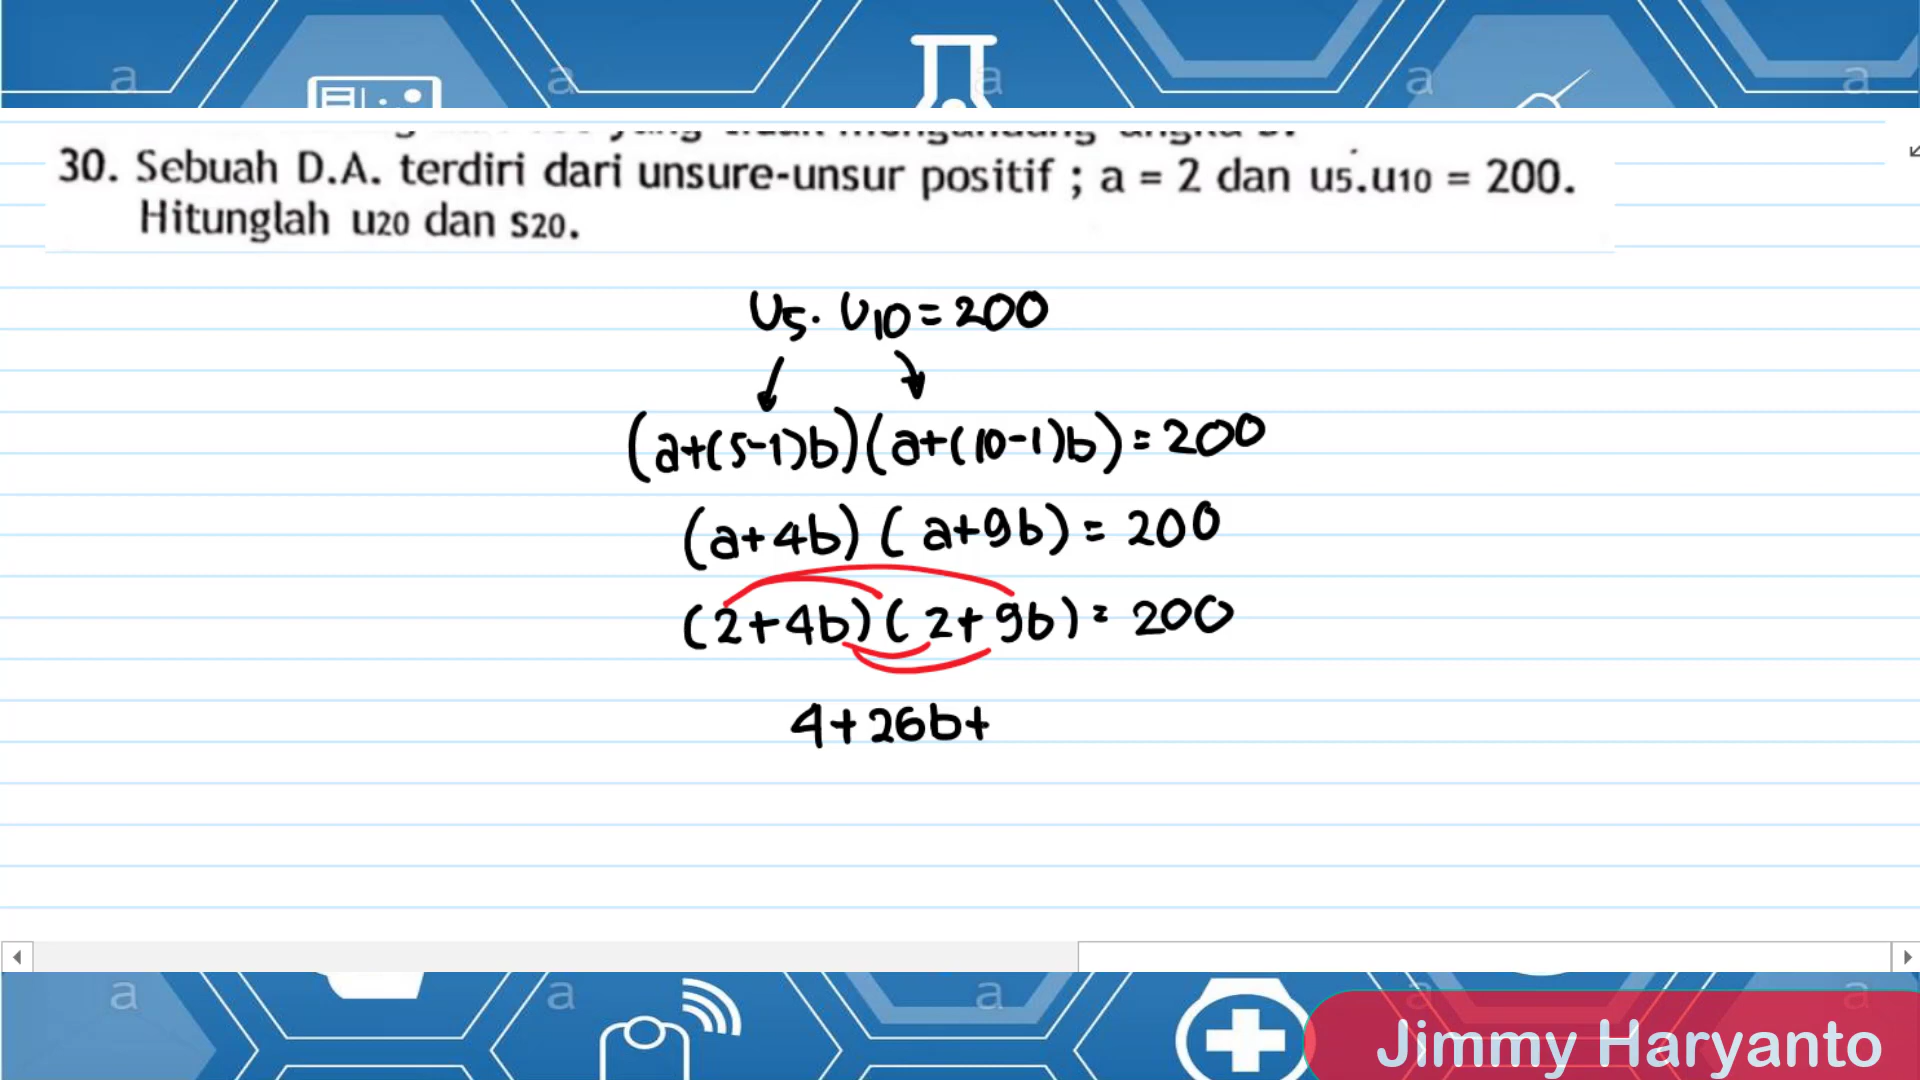 a a a a a
30. Sebuah D.A. terdiri dari unsure-unsur positif ; a = 2 dan u5.u10 = 200.
Hitunglah u20 dan s20.
U5. U10 = 200
(a+(5-1)b)(a+(10-1)b) = 200
(a+4b) (a+9b) = 200
(2+4b) (2+9b) = 200
4+26b+
a a a a a
Jimmy Haryanto